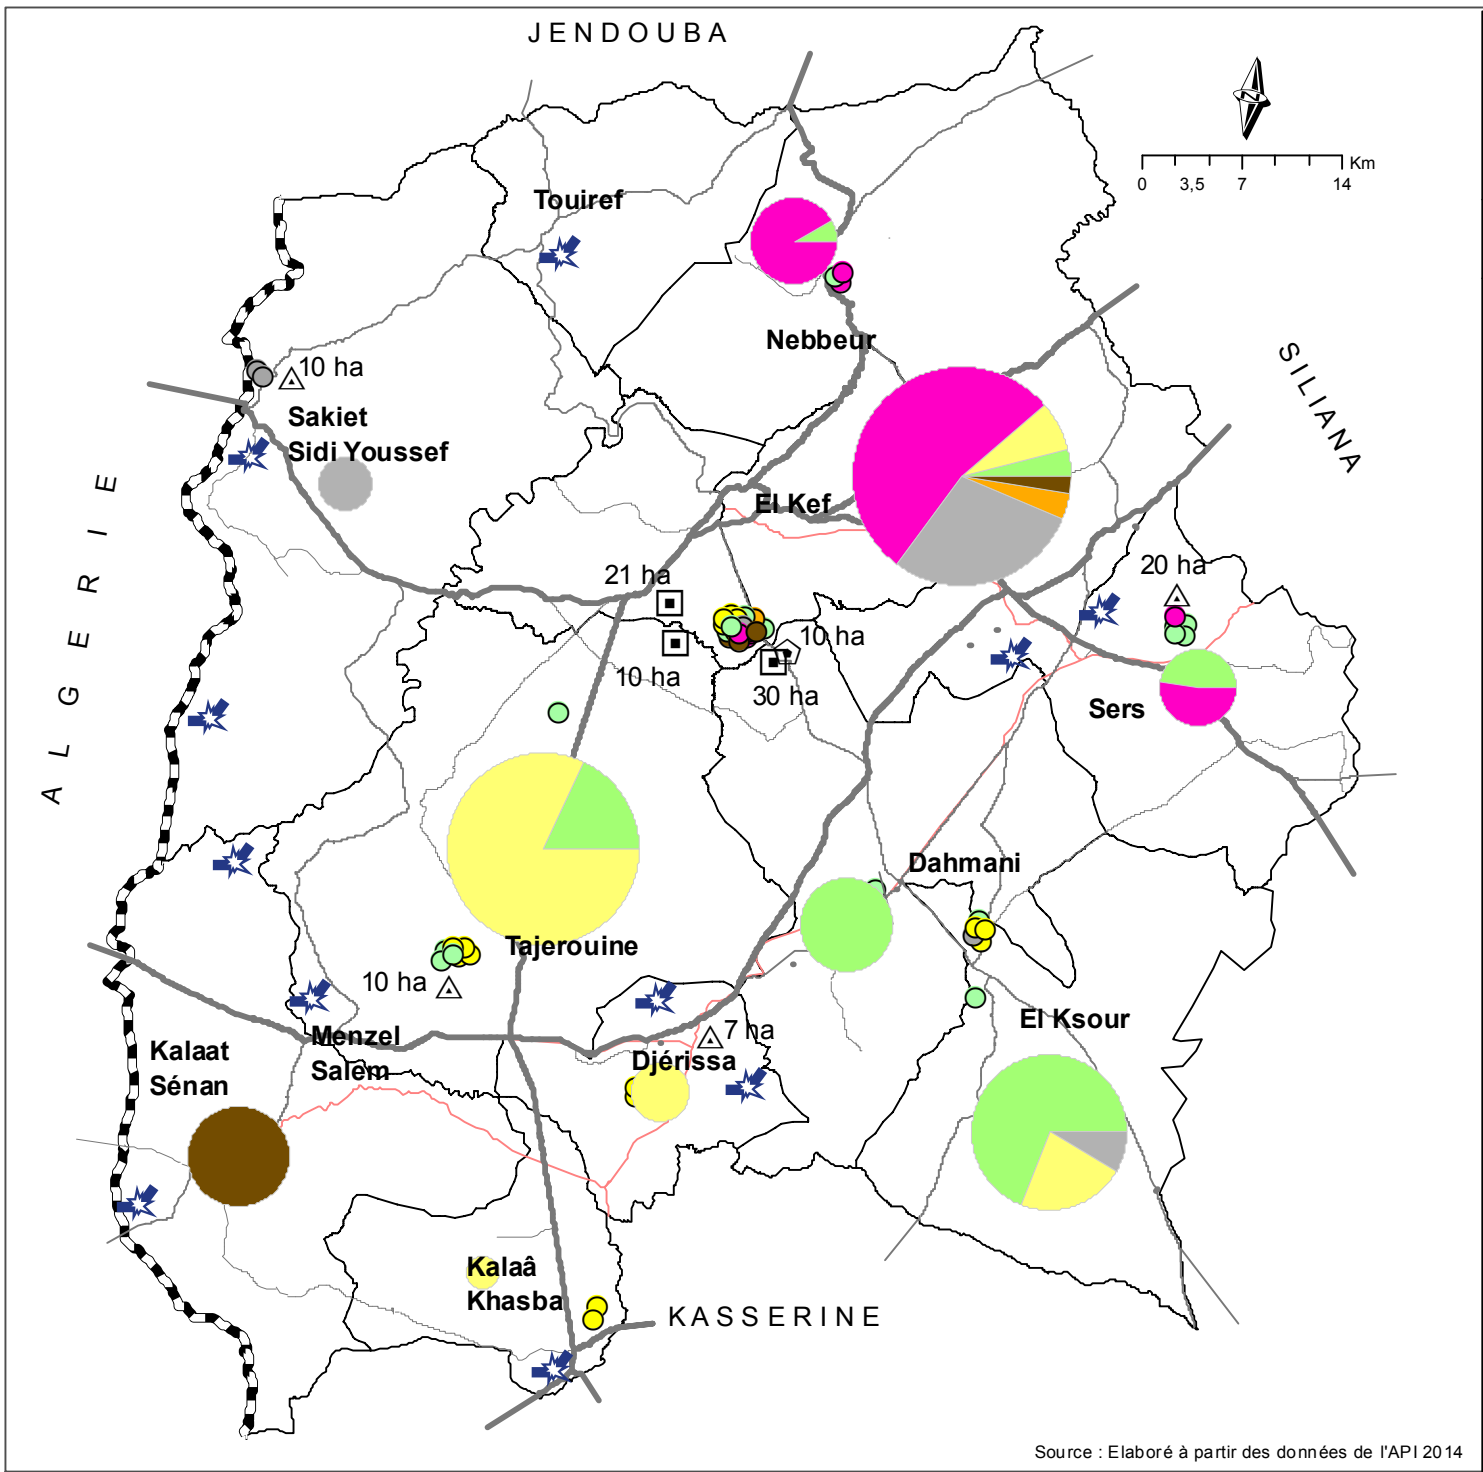 JENDOUBA
N
Km
0 3,5 7 14
Touiref
Nebbeur
SILIANA
10 ha
Sakiet
Sidi Youssef
ALGERIE
El Kef
21 ha
20 ha
10 ha
10 ha
30 ha
Sers
Dahmani
Tajerouine
10 ha
El Ksour
7 ha
Menzel
Salem
Kalaat
Sénan
Djérissa
Kalaâ
Khasba
KASSERINE
Source : Elaboré à partir des données de l'API 2014